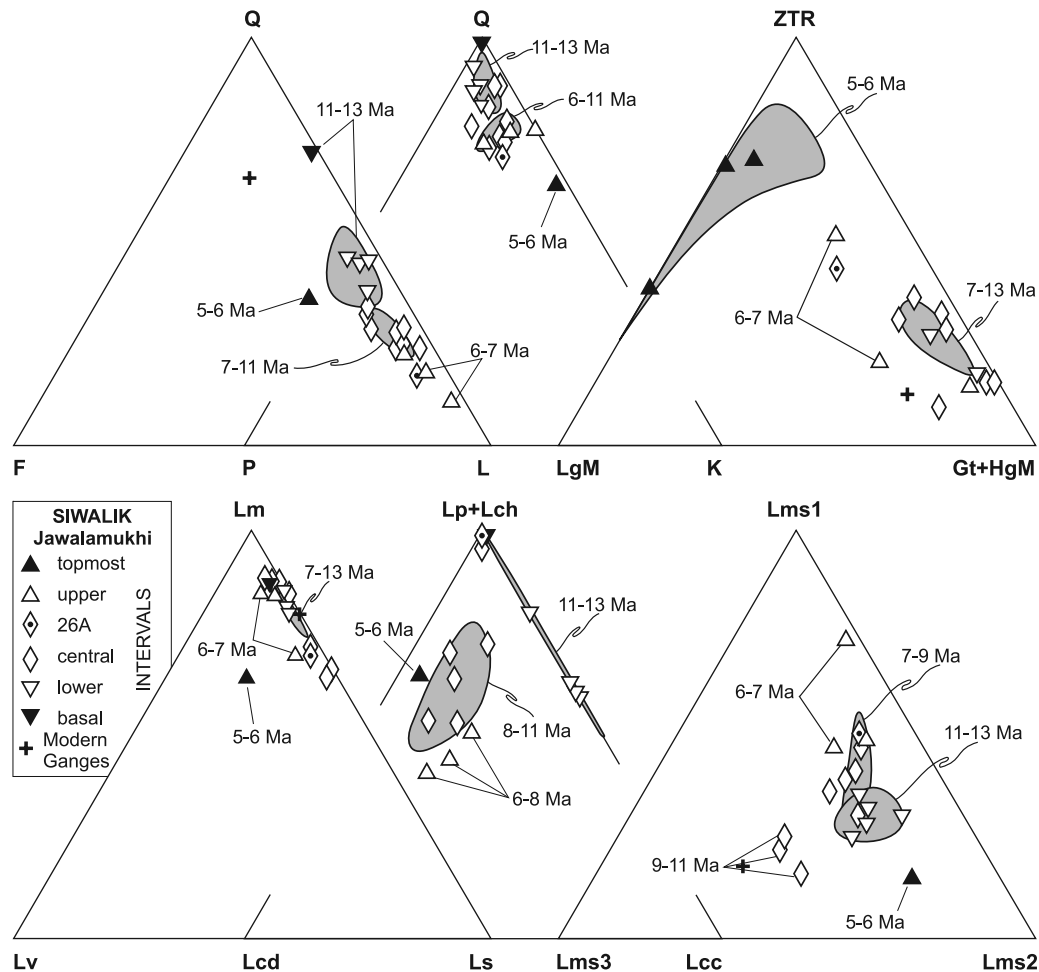 Q
Q
ZTR
11-13 Ma
5-6 Ma
11-13 Ma
6-11 Ma
5-6 Ma
5-6 Ma
7-13 Ma
6-7 Ma
7-11 Ma
6-7 Ma
F
P
L
LgM
K
Gt+HgM
SIWALIK
Jawalamukhi
topmost
upper
26A
central
lower
basal
Modern
Ganges
INTERVALS
Lm
Lp+Lch
Lms1
7-13 Ma
11-13 Ma
5-6 Ma
6-7 Ma
7-9 Ma
6-7 Ma
5-6 Ma
8-11 Ma
11-13 Ma
6-8 Ma
9-11 Ma
5-6 Ma
Lv
Lcd
Ls
Lms3
Lcc
Lms2